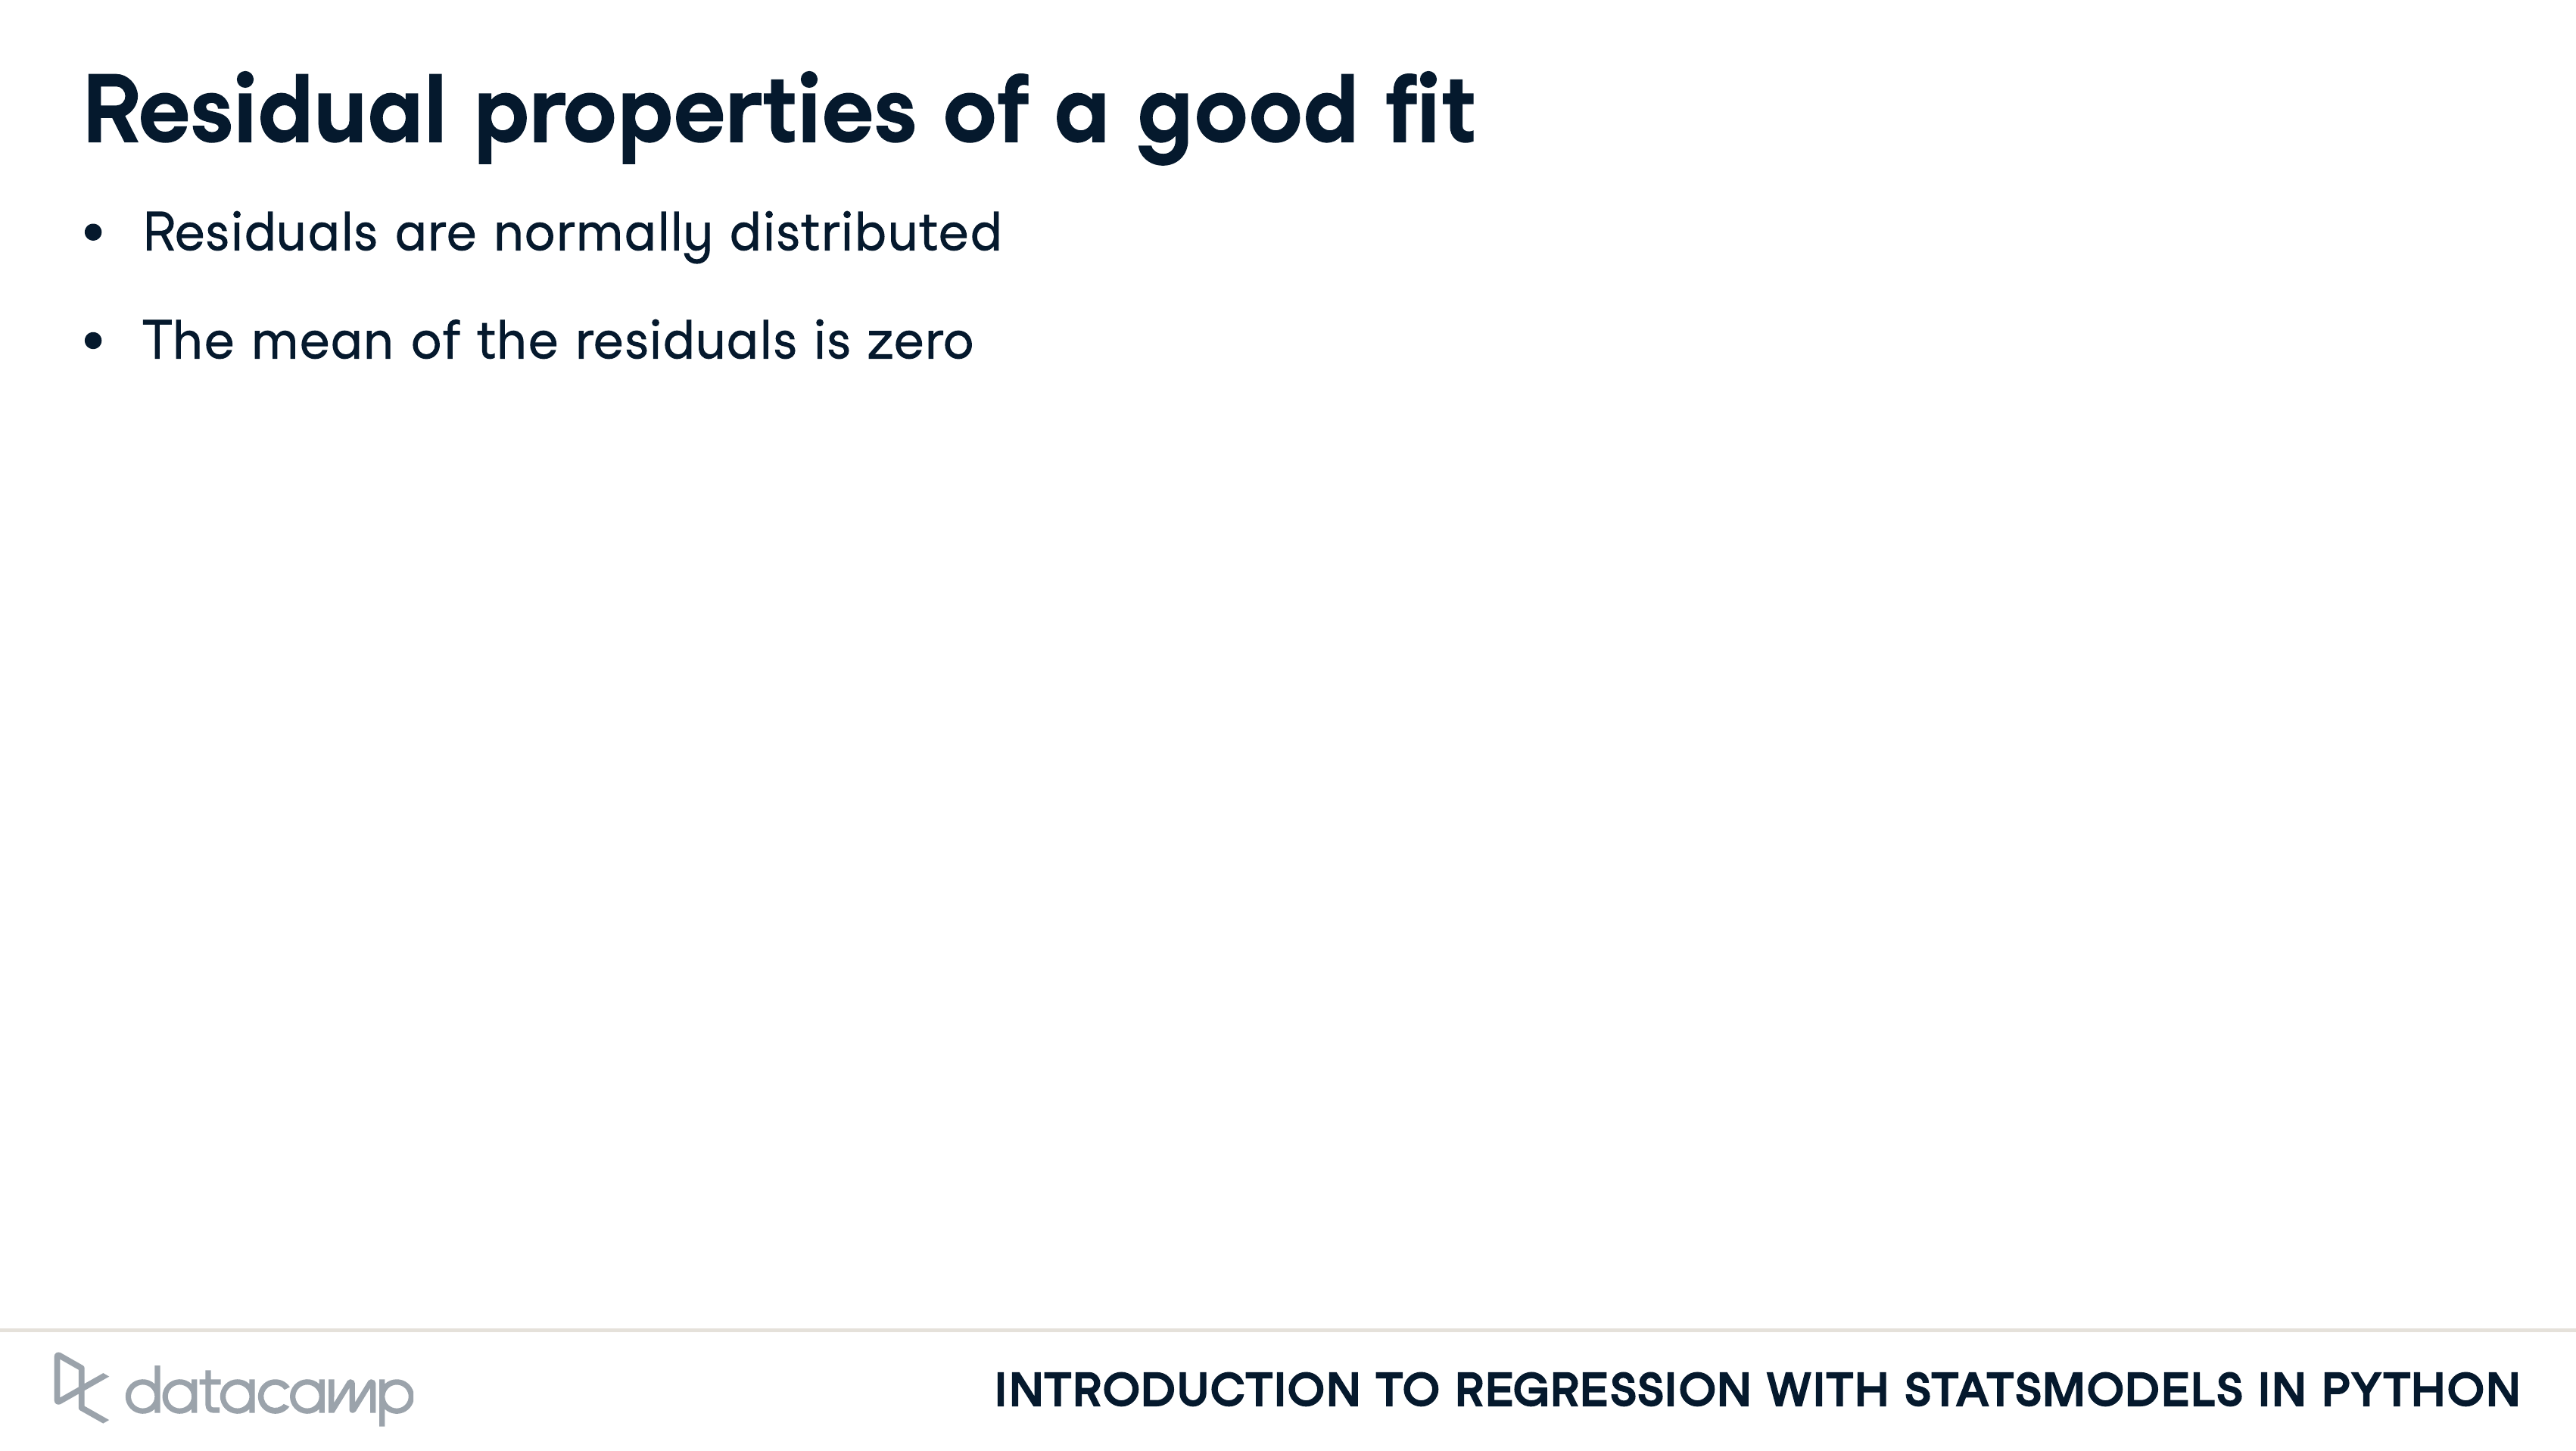 Residual properties of a good fit
• Residuals are normally distributed
• The mean of the residuals is zero
datacamp
INTRODUCTION TO REGRESSION WITH STATSMODELS IN PYTHON